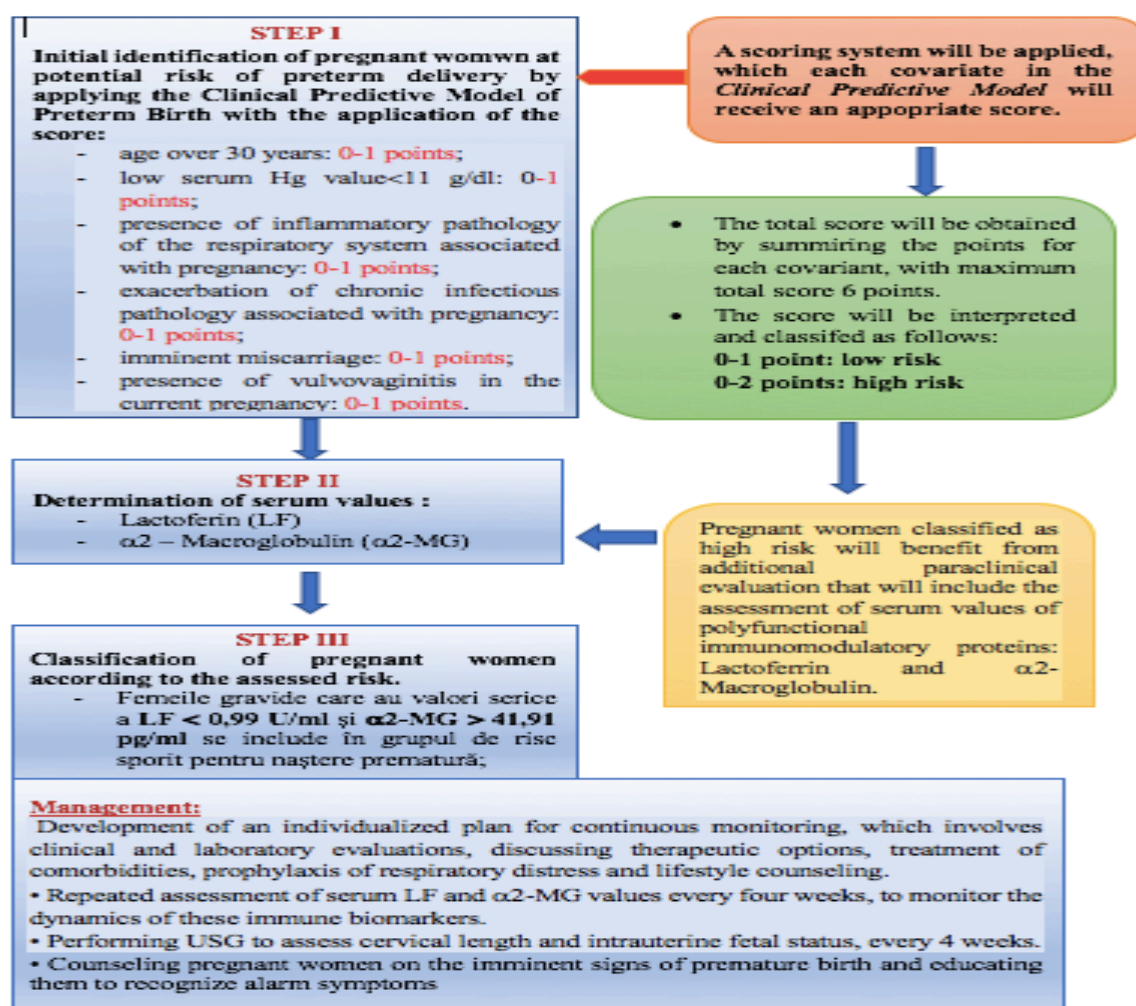 STEP I
Initial identification of pregnant womwn at
potential risk of preterm delivery by
applying the Clinical Predictive Model of
Preterm Birth with the application of the
score:
- age over 30 years: 0-1 points;
- low serum Hg value<11 g/dl: 0-1
points;
- presence of inflammatory pathology
of the respiratory system associated
with pregnancy: 0-1 points;
- exacerbation of chronic infectious
pathology associated with pregnancy:
0-1 points;
- imminent miscarriage: 0-1 points;
- presence of vulvovaginitis in the
current pregnancy: 0-1 points.
A scoring system will be applied,
which each covariate in the
Clinical Predictive Model will
receive an appopriate score.
• The total score will be obtained
by summiring the points for
each covariant, with maximum
total score 6 points.
• The score will be interpreted
and classifed as follows:
0-1 point: low risk
0-2 points: high risk
STEP II
Determination of serum values :
- Lactoferin (LF)
- α2 – Macroglobulin (α2-MG)
Pregnant women classified as
high risk will benefit from
additional paraclinical
evaluation that will include the
assessment of serum values of
polyfunctional
immunomodulatory proteins:
Lactoferrin and α2-
Macroglobulin.
STEP III
Classification of pregnant women
according to the assessed risk.
- Femeile gravide care au valori serice
a LF < 0,99 U/ml și α2-MG > 41,91
pg/ml se include în grupul de risc
sporit pentru naștere prematură;
Management:
Development of an individualized plan for continuous monitoring, which involves
clinical and laboratory evaluations, discussing therapeutic options, treatment of
comorbidities, prophylaxis of respiratory distress and lifestyle counseling.
• Repeated assessment of serum LF and α2-MG values every four weeks, to monitor the
dynamics of these immune biomarkers.
• Performing USG to assess cervical length and intrauterine fetal status, every 4 weeks.
• Counseling pregnant women on the imminent signs of premature birth and educating
them to recognize alarm symptoms